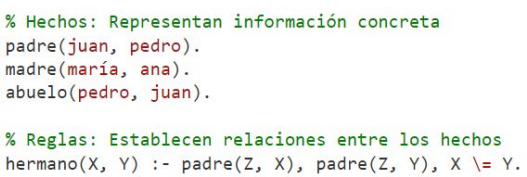 % Hechos: Representan información concreta
padre(juan, pedro).
madre(maría, ana).
abuelo(pedro, juan).
% Reglas: Establecen relaciones entre los hechos
hermano(X, Y) :- padre(Z, X), padre(Z, Y), X \= Y.